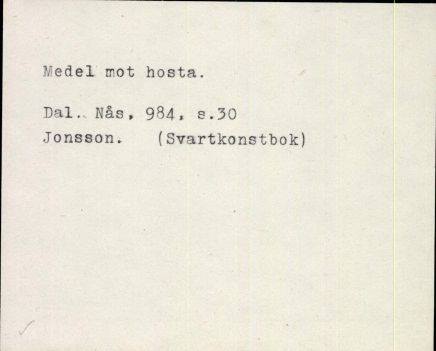 Medel mot hosta.
Dal. Nås, 984, s.30
Jonsson. (Svartkonstbok)